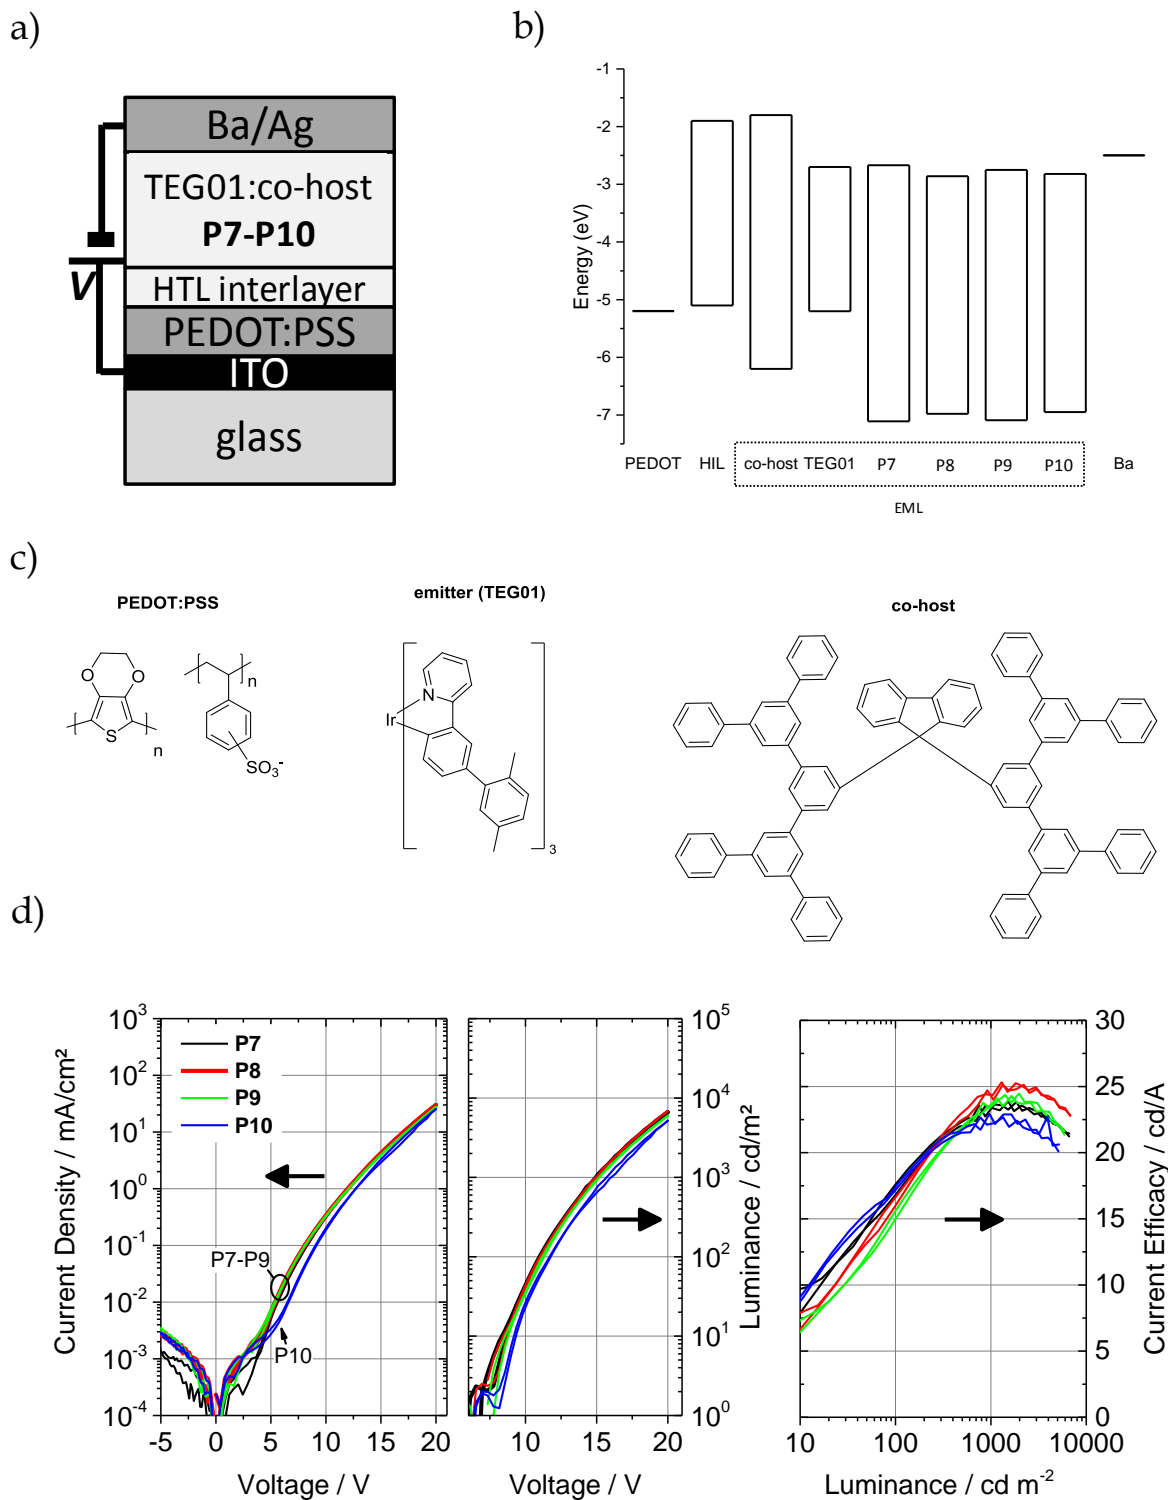 a)
Ba/Ag
TEG01:co-host
P7-P10
HTL interlayer
PEDOT:PSS
ITO
glass
V
b)
Energy (eV)
-1
-2
-3
-5
-6
-7
PEDOT HIL co-host TEG01 P7 P8 P9 P10 Ba
EML
c)
PEDOT:PSS
O O
S
n
n
SO3-
emitter (TEG01)
N
Ir
3
co-host
d)
Current Density / mA/cm²
10^3
10^2
10^1
10^0
10^-1
10^-2
10^-3
10^-4
P7
P8
P9
P10
P7-P9
P10
-5 0 5 10 15 20
Voltage / V
10 15 20
Voltage / V
10^5
10^4
10^3
10^2
10^1
10^0
Luminance / cd/m²
30
25
20
15
10
5
0
Current Efficacy / cd/A
10 100 1000 10000
Luminance / cd m-2